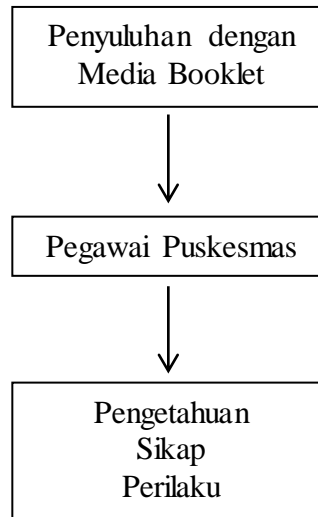 Penyuluhan dengan
Media Booklet
Pegawai Puskesmas
Pengetahuan
Sikap
Perilaku